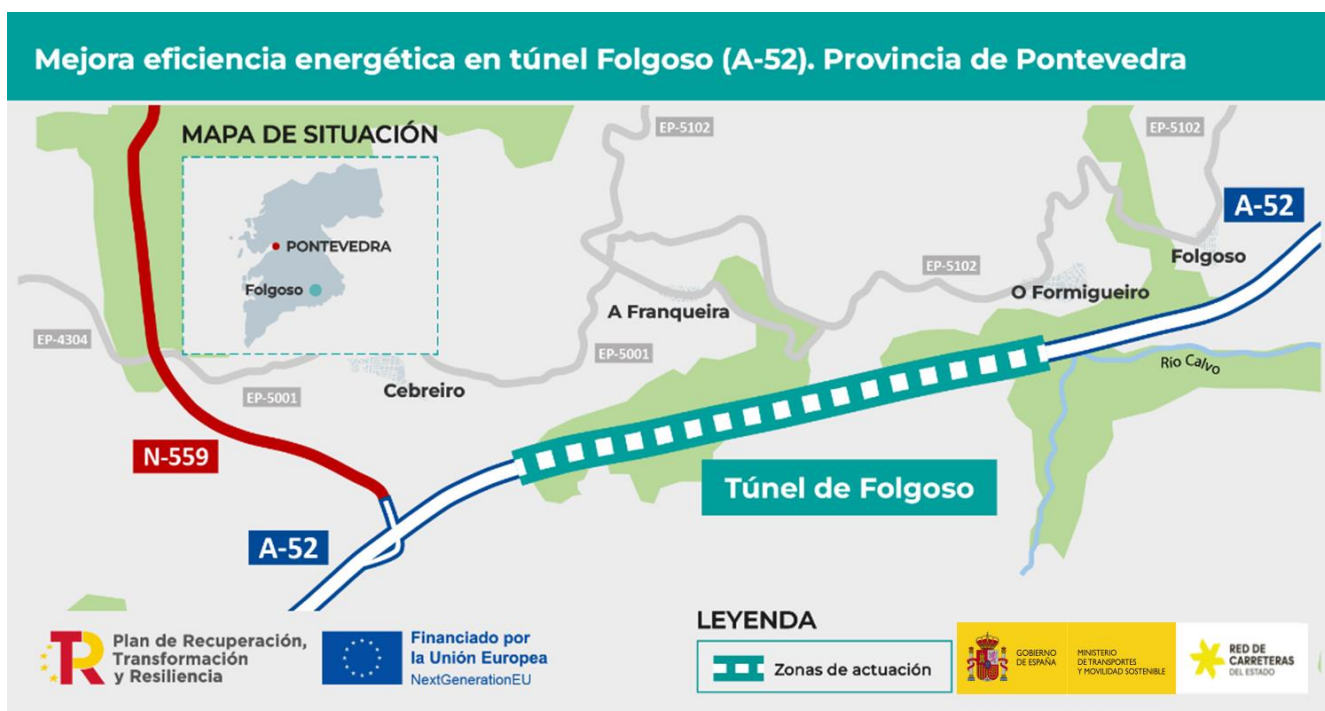 Mejora eficiencia energética en túnel Folgoso (A-52). Provincia de Pontevedra
MAPA DE SITUACIÓN
PONTEVEDRA
Folgoso
EP-5102
EP-5102
A-52
Folgoso
EP-5102
O Formigueiro
A Franqueira
EP-4304
EP-5001
Río Calvo
Cebreiro
EP-5001
N-559
Túnel de Folgoso
A-52
LEYENDA
Zonas de actuación
Plan de Recuperación,
Transformación
y Resiliencia
Financiado por
la Unión Europea
NextGenerationEU
GOBIERNO
DE ESPAÑA
MINISTERIO
DE TRANSPORTES
Y MOVILIDAD SOSTENIBLE
RED DE
CARRETERAS
DEL ESTADO